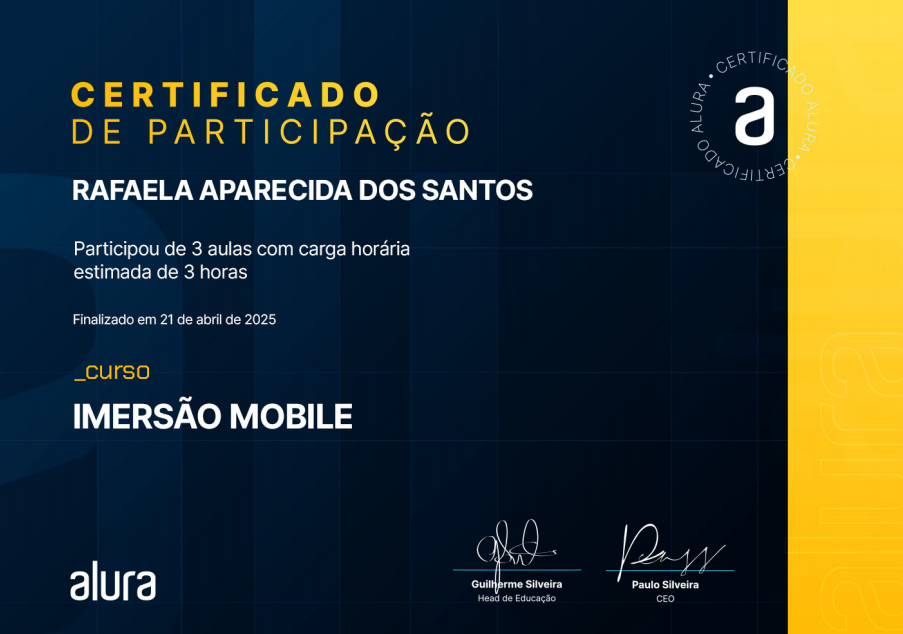 CERTIFICADO
DE PARTICIPAÇÃO
CERTIFICADO ALURA • CERTIFICADO ALURA •
a
RAFAELA APARECIDA DOS SANTOS
Participou de 3 aulas com carga horária
estimada de 3 horas
Finalizado em 21 de abril de 2025
_curso
IMERSÃO MOBILE
alura
alura
Guilherme Silveira
Head de Educação
Paulo Silveira
CEO